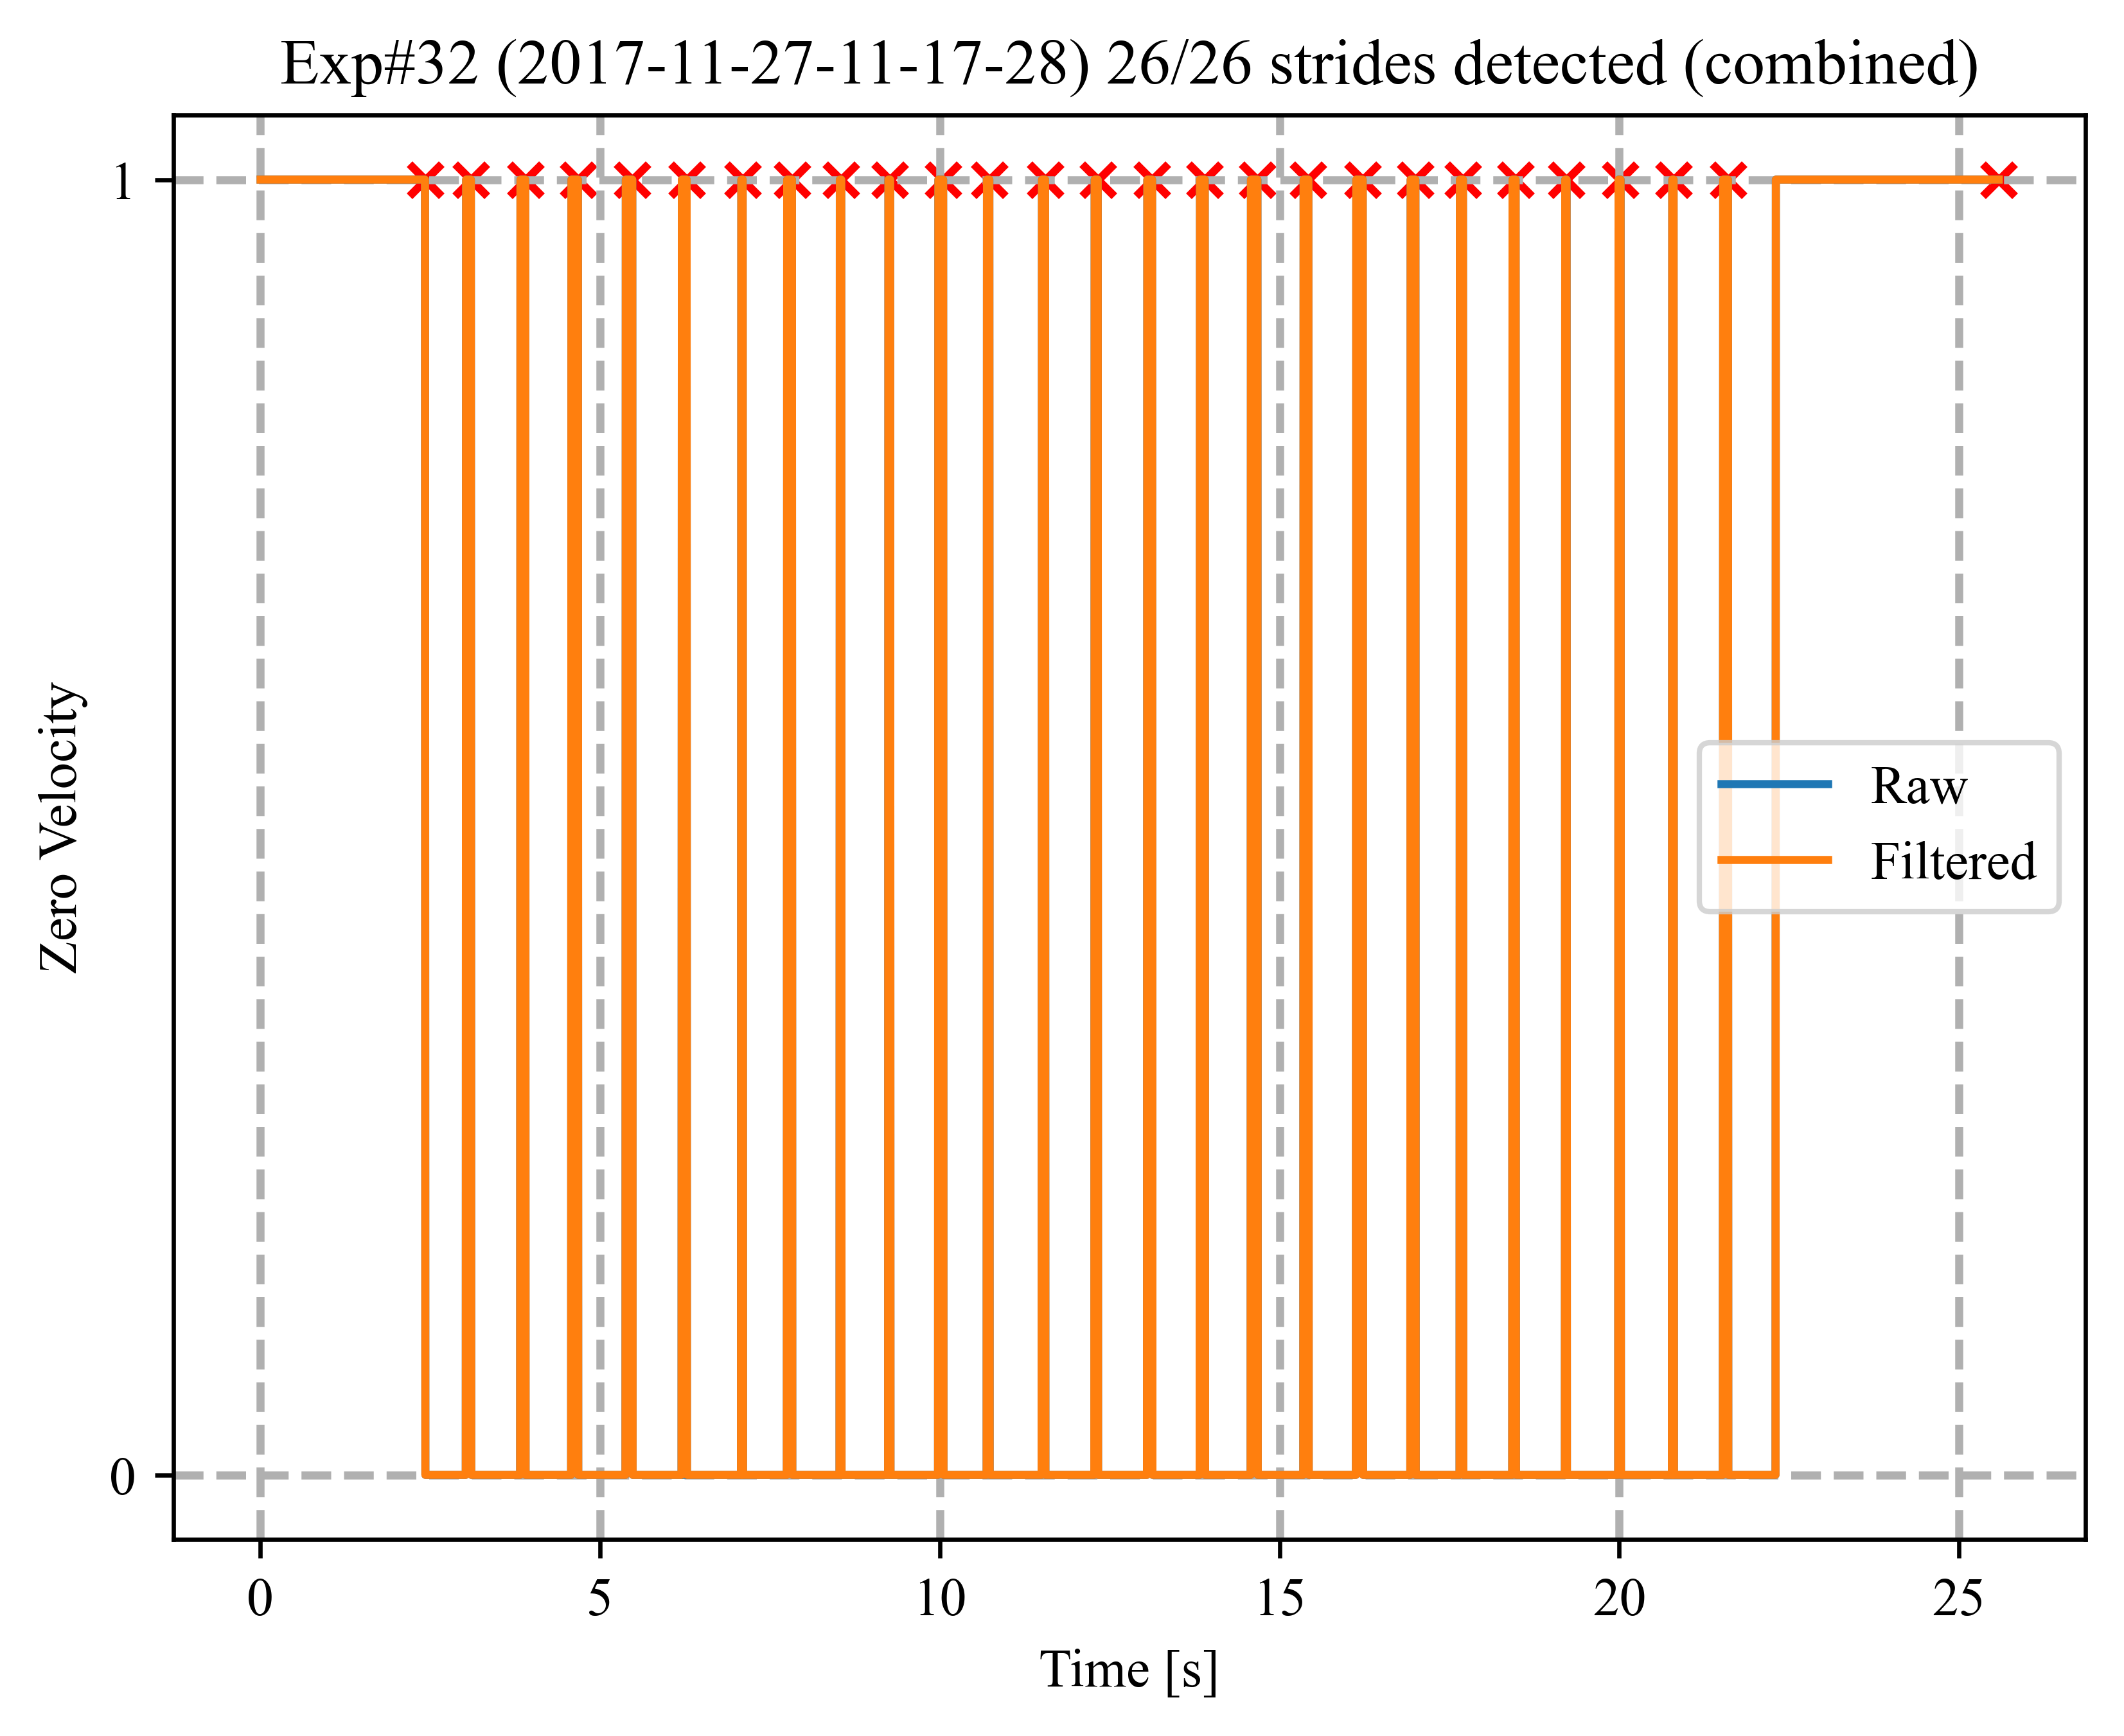 Exp#32 (2017-11-27-11-17-28) 26/26 strides detected (combined)
1
Zero Velocity
Raw
Filtered
0
0 5 10 15 20 25
Time [s]